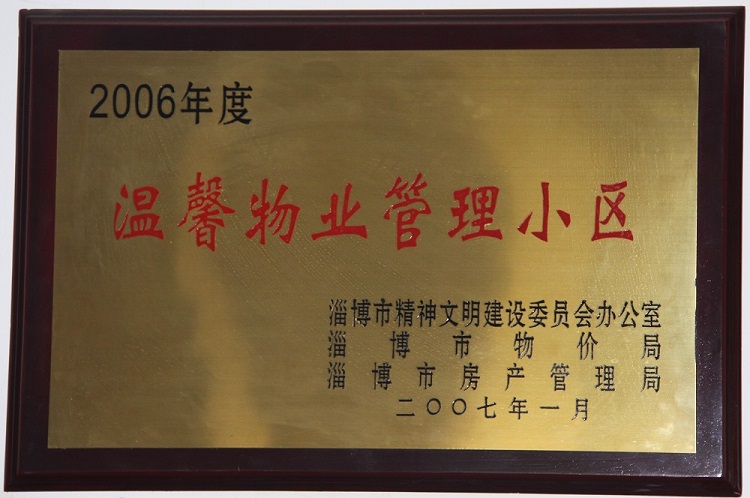 2006年度
温馨物业管理小区
淄博市精神文明建设委员会办公室
淄博市物价局
淄博市房产管理局
二〇〇七年一月